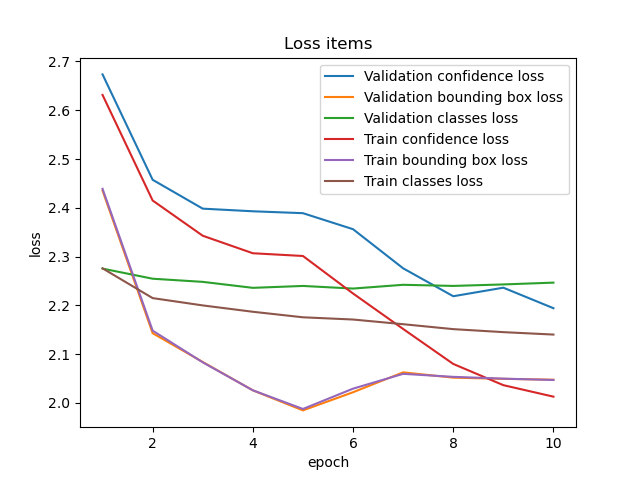 Loss items
2.7
2.6
2.5
2.4
2.3
2.2
2.1
2.0
loss
Validation confidence loss
Validation bounding box loss
Validation classes loss
Train confidence loss
Train bounding box loss
Train classes loss
2 4 6 8 10
epoch